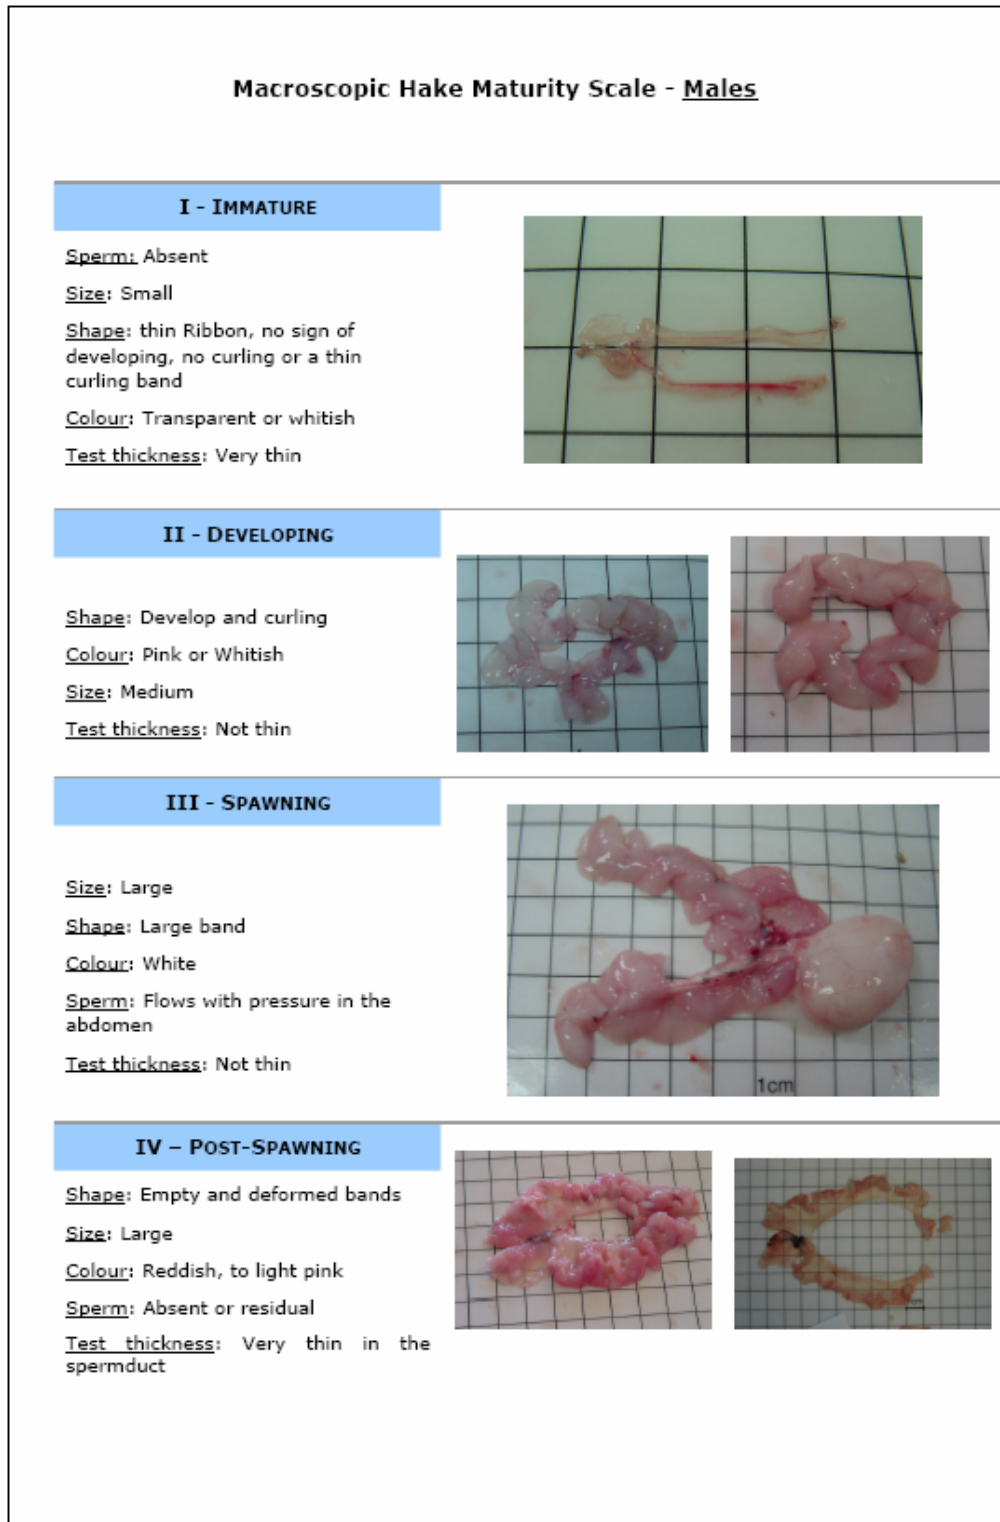 Macroscopic Hake Maturity Scale - Males
I - IMMATURE
Sperm: Absent
Size: Small
Shape: thin Ribbon, no sign of
developing, no curling or a thin
curling band
Colour: Transparent or whitish
Test thickness: Very thin
II - DEVELOPING
Shape: Develop and curling
Colour: Pink or Whitish
Size: Medium
Test thickness: Not thin
III - SPAWNING
Size: Large
Shape: Large band
Colour: White
Sperm: Flows with pressure in the
abdomen
Test thickness: Not thin
1cm
IV – POST-SPAWNING
Shape: Empty and deformed bands
Size: Large
Colour: Reddish, to light pink
Sperm: Absent or residual
Test thickness: Very thin in the
spermduct